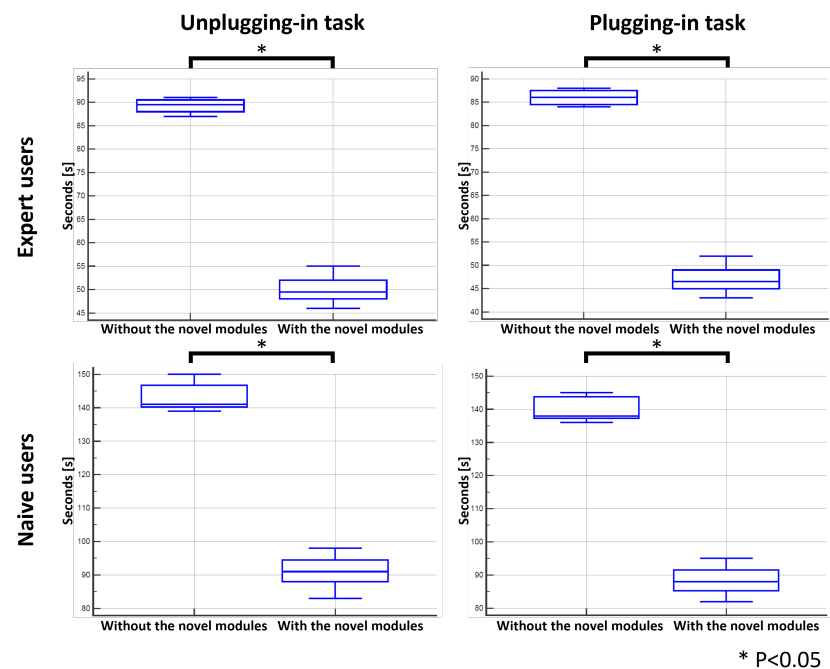 Unplugging-in task
Plugging-in task
*
*
Expert users
Seconds [s]
95
90
85
80
75
70
65
60
55
50
45
Without the novel modules
With the novel modules
Seconds [s]
90
85
80
75
70
65
60
55
50
45
40
Without the novel models
With the novel modules
*
*
Naive users
Seconds [s]
150
140
130
120
110
100
90
80
Without the novel modules
With the novel modules
Seconds [s]
150
140
130
120
110
100
90
80
Without the novel modules
With the novel modules
* P<0.05